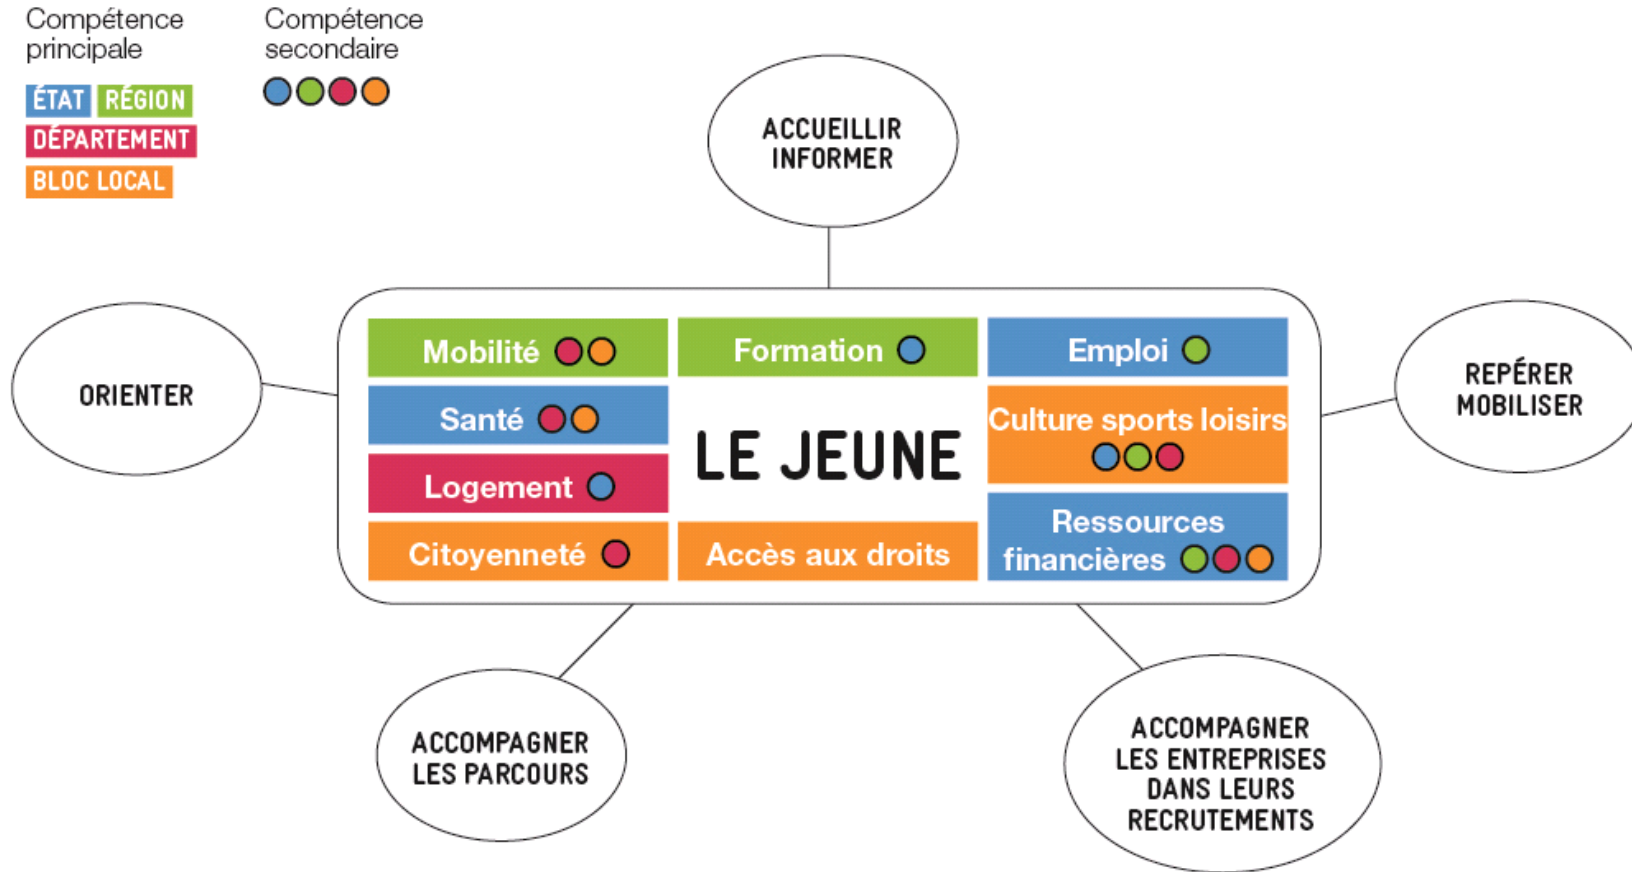 Compétence
principale
ÉTAT RÉGION
DÉPARTEMENT
BLOC LOCAL
Compétence
secondaire
ACCUEILLIR
INFORMER
ORIENTER
REPÉRER
MOBILISER
Mobilité
Formation
Emploi
Santé
Culture sports loisirs
LE JEUNE
Logement
Ressources
financières
Citoyenneté
Accès aux droits
ACCOMPAGNER
LES PARCOURS
ACCOMPAGNER
LES ENTREPRISES
DANS LEURS
RECRUTEMENTS